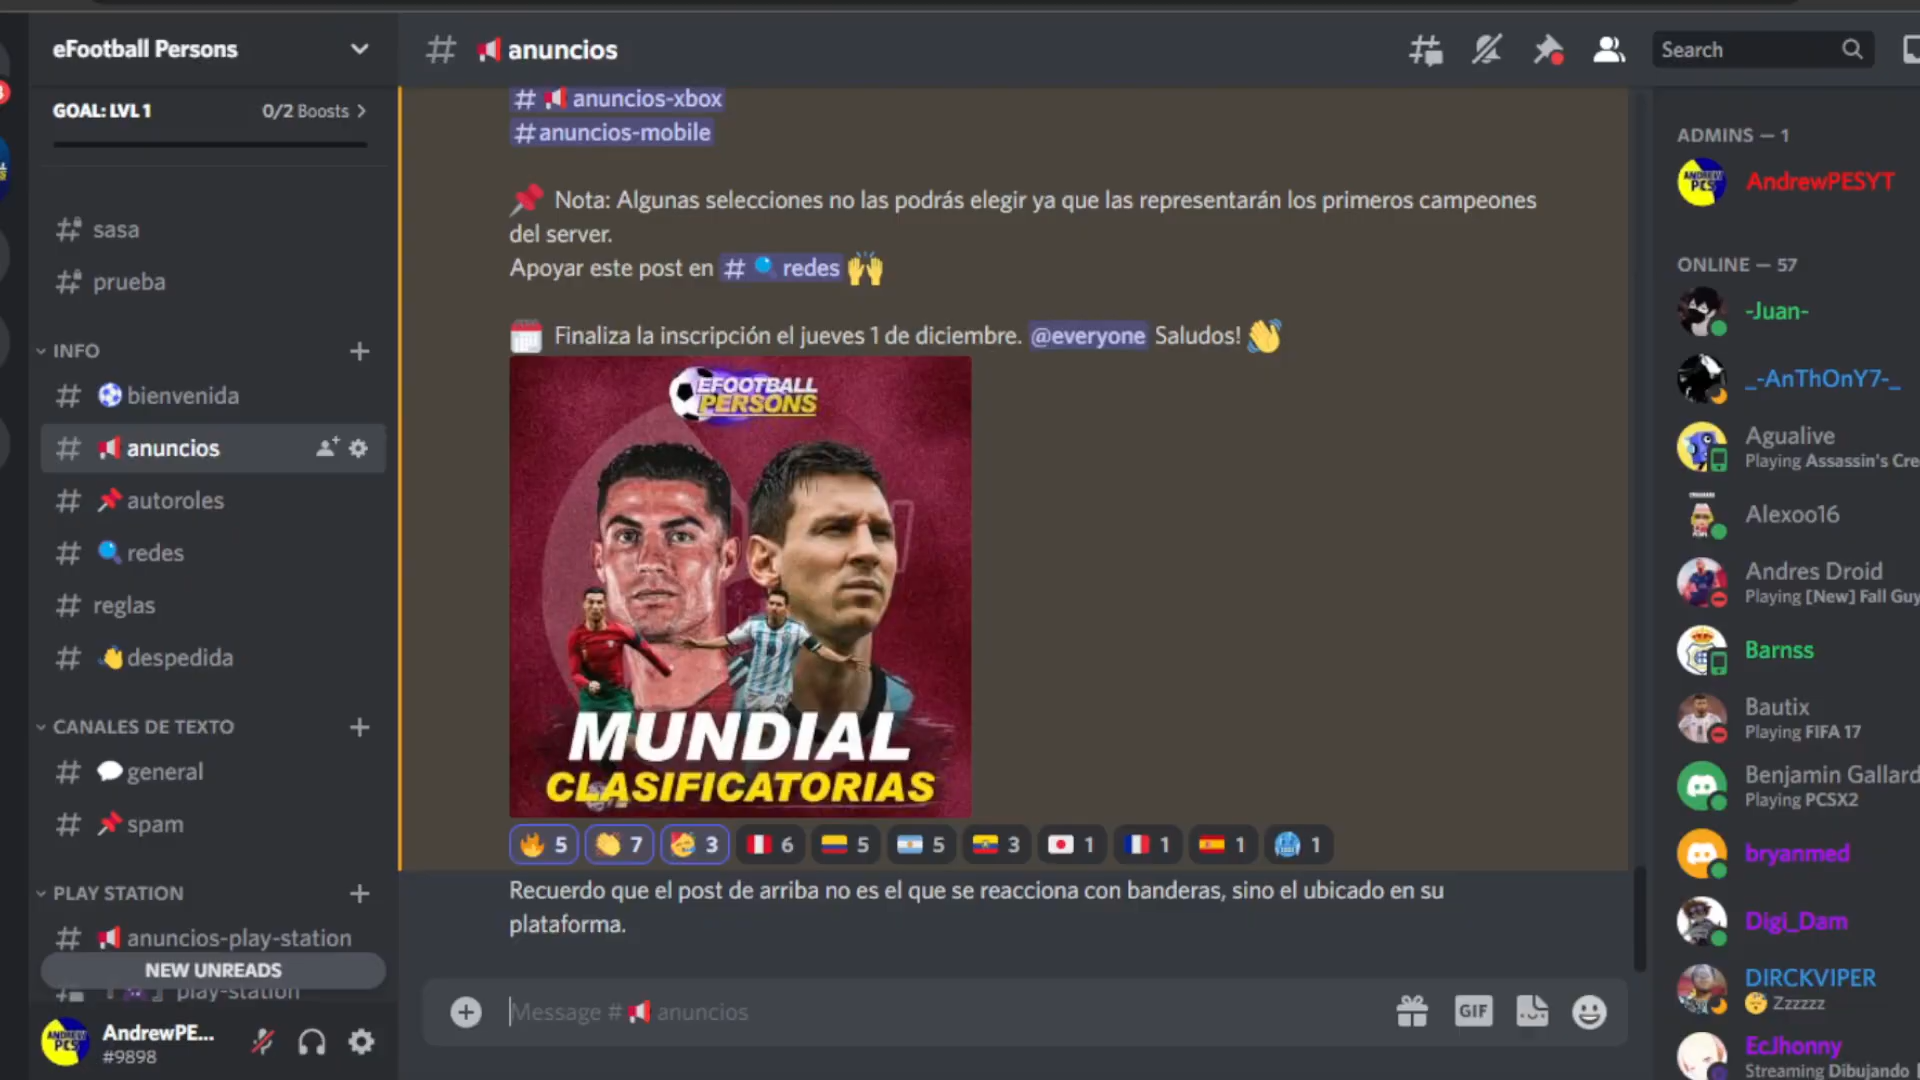 eFootball Persons
GOAL: LVL 1
0/2 Boosts
sasa
prueba
INFO
bienvenida
anuncios
autoroles
redes
reglas
despedida
CANALES DE TEXTO
general
spam
PLAY STATION
anuncios-play-station
NEW UNREADS
play-station
AndrewPE...
#9898
# anuncios
Search
# anuncios-xbox
#anuncios-mobile
Nota: Algunas selecciones no las podrás elegir ya que las representarán los primeros campeones
del server.
Apoyar este post en # redes
Finaliza la inscripción el jueves 1 de diciembre. @everyone Saludos!
EFOOTBALL
PERSONS
MUNDIAL
CLASIFICATORIAS
5 7 3 6 5 5 3 1 1 1 1
Recuerdo que el post de arriba no es el que se reacciona con banderas, sino el ubicado en su
plataforma.
Message # anuncios
GIF
ADMINS — 1
ANDREW
PES
AndrewPESYT
ONLINE — 57
-Juan-
_-AnThOnY7-_
Agualive
Playing Assassin's Cre
Alexoo16
Andres Droid
Playing [New] Fall Guy
Barnss
Bautix
Playing FIFA 17
Benjamin Gallard
Playing PCSX2
bryanmed
Digi_Dam
DIRCKVIPER
Zzzzzz
EcJhonny
Streaming Dibujando